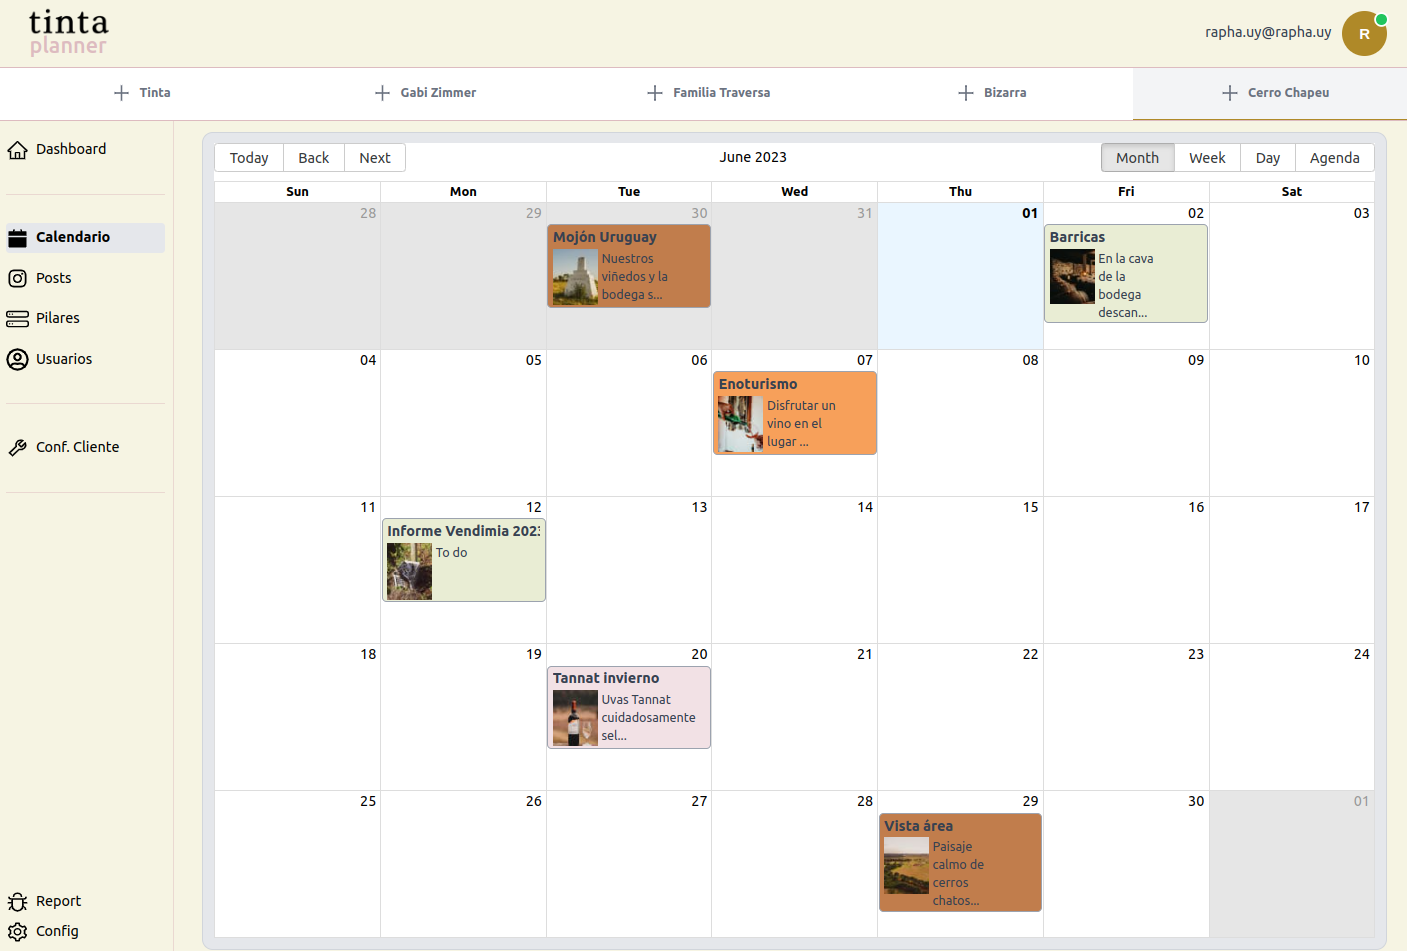 tinta
planner
rapha.uy@rapha.uy
R
Tinta
Gabi Zimmer
Familia Traversa
Bizarra
Cerro Chapeu
Dashboard
Calendario
Posts
Pilares
Usuarios
Conf. Cliente
Report
Config
Today Back Next
June 2023
Month Week Day Agenda
Sun Mon Tue Wed Thu Fri Sat
28 29 30 31 01 02 03
Mojón Uruguay
Nuestros
viñedos y la
bodega s...
Barricas
En la cava
de la
bodega
descan...
04 05 06 07 08 09 10
Enoturismo
Disfrutar un
vino en el
lugar ...
11 12 13 14 15 16 17
Informe Vendimia 2023
To do
18 19 20 21 22 23 24
Tannat invierno
Uvas Tannat
cuidadosamente
sel...
25 26 27 28 29 30 01
Vista área
Paisaje
calmo de
cerros
chatos...